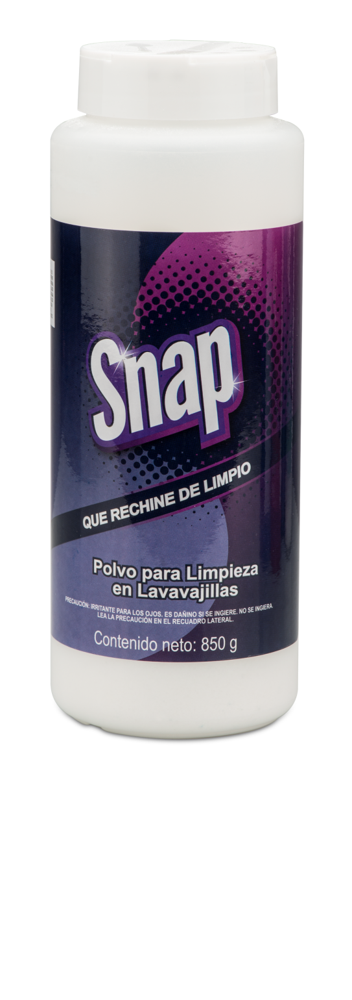 Snap
QUE RECHINE DE LIMPIO
Polvo para Limpieza
en Lavavajillas
PRECAUCIÓN: IRRITANTE PARA LOS OJOS. ES DAÑINO SI SE INGIERE. NO SE INGIERA.
LEA LA PRECAUCIÓN EN EL RECUADRO LATERAL.
Contenido neto: 850 g